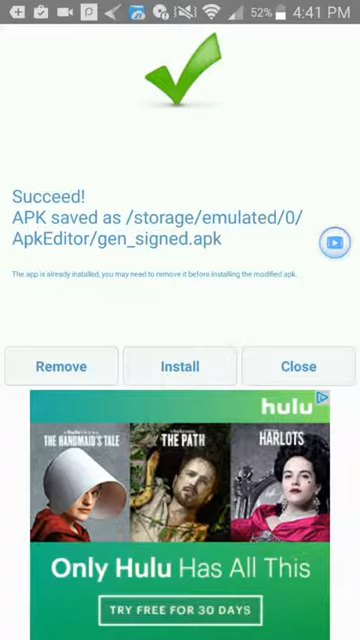 52% 4:41 PM
Succeed!
APK saved as /storage/emulated/0/
ApkEditor/gen_signed.apk
The app is already installed, you may need to remove it before installing the modified apk.
Remove Install Close
hulu
THE HANDMAID'S TALE THE PATH HARLOTS
Only Hulu Has All This
TRY FREE FOR 30 DAYS